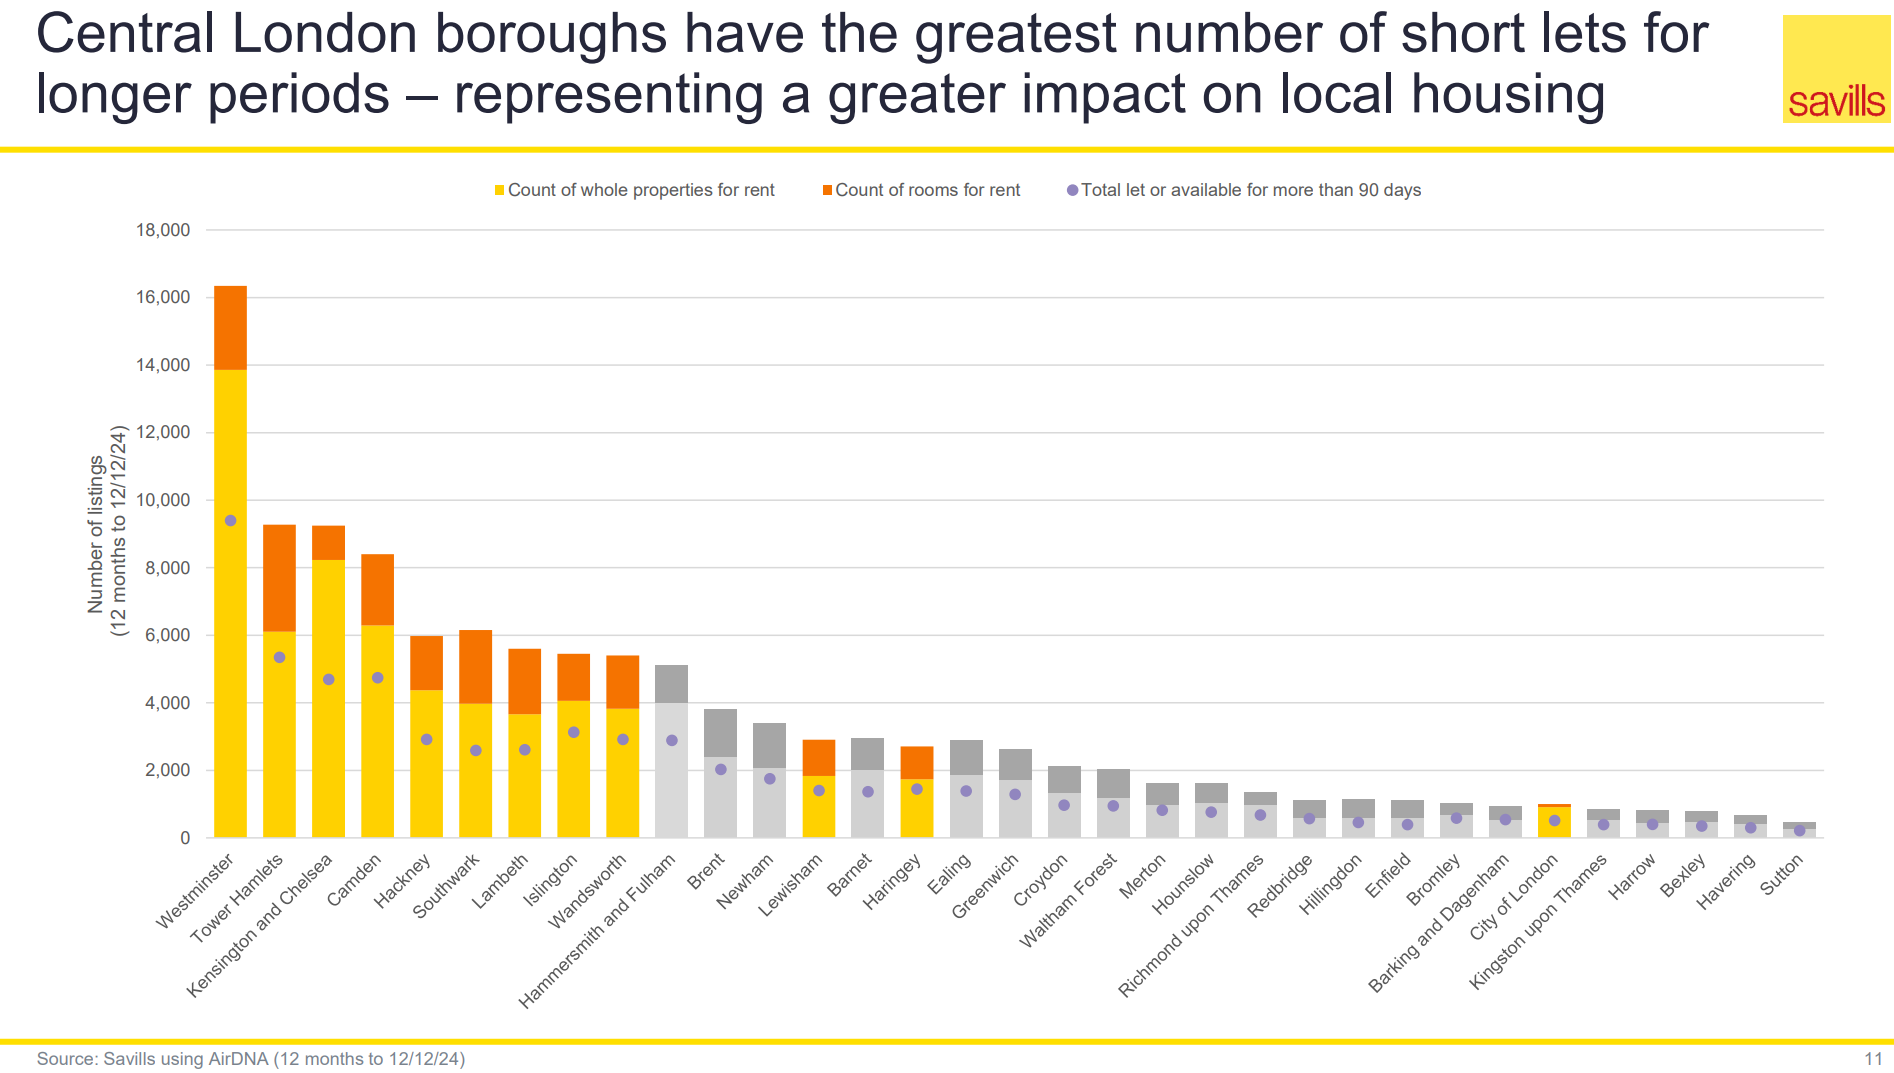 Central London boroughs have the greatest number of short lets for
longer periods – representing a greater impact on local housing
savills
Count of whole properties for rent
Count of rooms for rent
Total let or available for more than 90 days
18,000
16,000
14,000
12,000
10,000
8,000
6,000
4,000
2,000
0
Number of listings
(12 months to 12/12/24)
Westminster
Tower Hamlets
Kensington and Chelsea
Camden
Hackney
Southwark
Lambeth
Islington
Wandsworth
Hammersmith and Fulham
Brent
Newham
Lewisham
Barnet
Haringey
Ealing
Greenwich
Croydon
Waltham Forest
Merton
Hounslow
Richmond upon Thames
Redbridge
Hillingdon
Enfield
Bromley
Barking and Dagenham
City of London
Kingston upon Thames
Harrow
Bexley
Havering
Sutton
Source: Savills using AirDNA (12 months to 12/12/24)
11